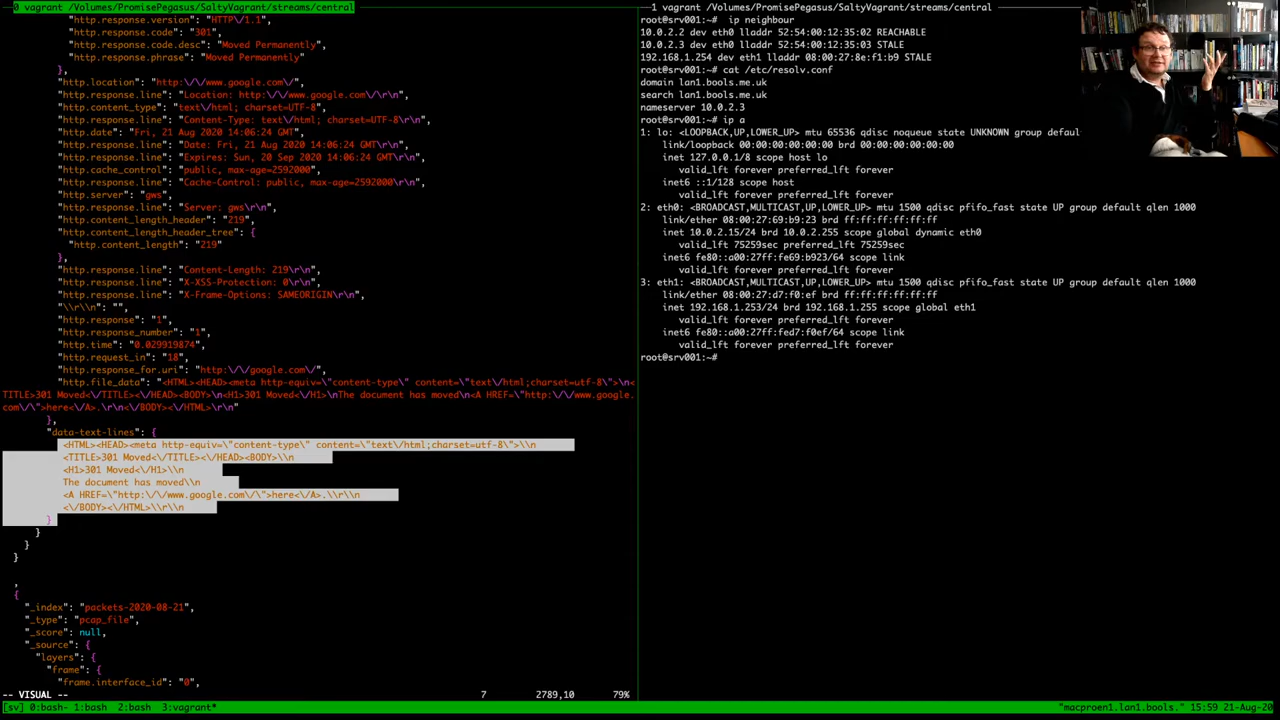 0 vagrant /Volumes/PromisePegasus/SaltyVagrant/streams/central
"http.response.version": "HTTP\/1.1",
"http.response.code": "301",
"http.response.code.desc": "Moved Permanently",
"http.response.phrase": "Moved Permanently"
},
"http.location": "http:\/\/www.google.com\/",
"http.response.line": "Location: http:\/\/www.google.com\/\r\n",
"http.content_type": "text\/html; charset=UTF-8",
"http.response.line": "Content-Type: text\/html; charset=UTF-8\r\n",
"http.date": "Fri, 21 Aug 2020 14:06:24 GMT",
"http.response.line": "Date: Fri, 21 Aug 2020 14:06:24 GMT\r\n",
"http.response.line": "Expires: Sun, 20 Sep 2020 14:06:24 GMT\r\n",
"http.cache_control": "public, max-age=2592000",
"http.response.line": "Cache-Control: public, max-age=2592000\r\n",
"http.server": "gws",
"http.response.line": "Server: gws\r\n",
"http.content_length_header": "219",
"http.content_length_header_tree": {
"http.content_length": "219"
},
"http.response.line": "Content-Length: 219\r\n",
"http.response.line": "X-XSS-Protection: 0\r\n",
"http.response.line": "X-Frame-Options: SAMEORIGIN\r\n",
"\\r\\n": "",
"http.response": "1",
"http.response_number": "1",
"http.time": "0.029919874",
"http.request_in": "18",
"http.response_for.uri": "http:\/\/google.com\/",
"http.file_data": "<HTML><HEAD><meta http-equiv=\"content-type\" content=\"text\/html;charset=utf-8\">\n<
TITLE>301 Moved<\/TITLE><\/HEAD><BODY>\n<H1>301 Moved<\/H1>\nThe document has moved\n<A HREF=\"http:\/\/www.google.
com\/\">here<\/A>.\r\n<\/BODY><\/HTML>\r\n"
},
"data-text-lines": {
<HTML><HEAD><meta http-equiv=\"content-type\" content=\"text\/html;charset=utf-8\">\\n
<TITLE>301 Moved<\/TITLE><\/HEAD><BODY>\\n
<H1>301 Moved<\/H1>\\n
The document has moved\\n
<A HREF=\"http:\/\/www.google.com\/\">here<\/A>.\\r\\n
<\/BODY><\/HTML>\\r\\n
}
}
}
}
,
{
"_index": "packets-2020-08-21",
"_type": "pcap_file",
"_score": null,
"_source": {
"layers": {
"frame": {
"frame.interface_id": "0",
-- VISUAL -- 7 2789,10 79%
1 vagrant /Volumes/PromisePegasus/SaltyVagrant/streams/central
root@srv001:~# ip neighbour
10.0.2.2 dev eth0 lladdr 52:54:00:12:35:02 REACHABLE
10.0.2.3 dev eth0 lladdr 52:54:00:12:35:03 STALE
192.168.1.254 dev eth1 lladdr 08:00:27:8e:f1:b9 STALE
root@srv001:~# cat /etc/resolv.conf
domain lan1.bools.me.uk
search lan1.bools.me.uk
nameserver 10.0.2.3
root@srv001:~# ip a
1: lo: <LOOPBACK,UP,LOWER_UP> mtu 65536 qdisc noqueue state UNKNOWN group defaul
link/loopback 00:00:00:00:00:00 brd 00:00:00:00:00:00
inet 127.0.0.1/8 scope host lo
valid_lft forever preferred_lft forever
inet6 ::1/128 scope host
valid_lft forever preferred_lft forever
2: eth0: <BROADCAST,MULTICAST,UP,LOWER_UP> mtu 1500 qdisc pfifo_fast state UP group default qlen 1000
link/ether 08:00:27:69:b9:23 brd ff:ff:ff:ff:ff:ff
inet 10.0.2.15/24 brd 10.0.2.255 scope global dynamic eth0
valid_lft 75259sec preferred_lft 75259sec
inet6 fe80::a00:27ff:fe69:b923/64 scope link
valid_lft forever preferred_lft forever
3: eth1: <BROADCAST,MULTICAST,UP,LOWER_UP> mtu 1500 qdisc pfifo_fast state UP group default qlen 1000
link/ether 08:00:27:d7:f0:ef brd ff:ff:ff:ff:ff:ff
inet 192.168.1.253/24 brd 192.168.1.255 scope global eth1
valid_lft forever preferred_lft forever
inet6 fe80::a00:27ff:fed7:f0ef/64 scope link
valid_lft forever preferred_lft forever
root@srv001:~#
[sv] 0:bash- 1:bash 2:bash 3:vagrant* "macproen1.lan1.bools." 15:59 21-Aug-20